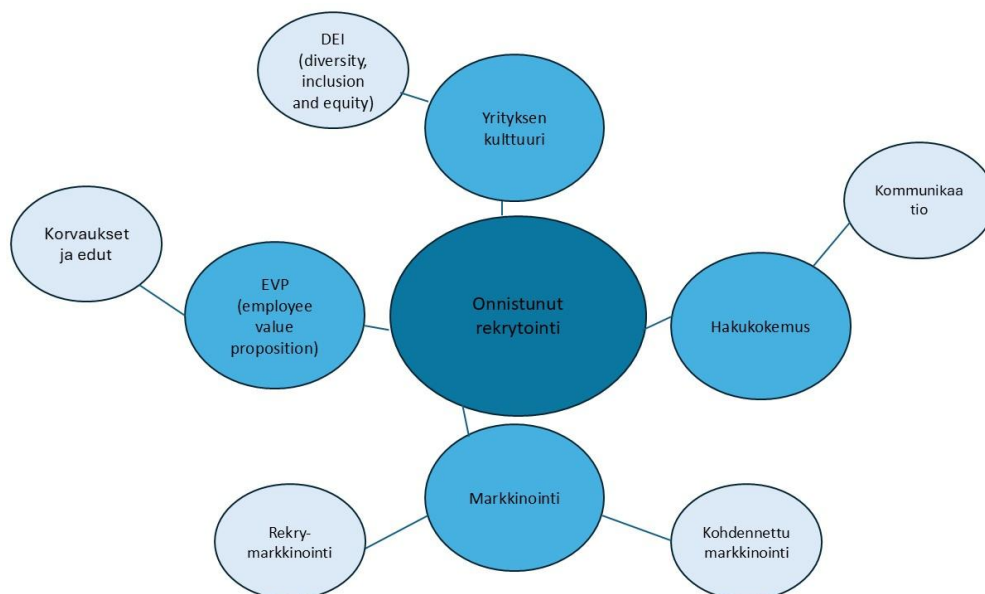 DEI
(diversity,
inclusion
and equity)
Yrityksen
kulttuuri
Kommunikaa
tio
Korvaukset
ja edut
EVP
(employee
value
proposition)
Onnistunut
rekrytointi
Hakukokemus
Markkinointi
Rekry-
markkinointi
Kohdennettu
markkinointi